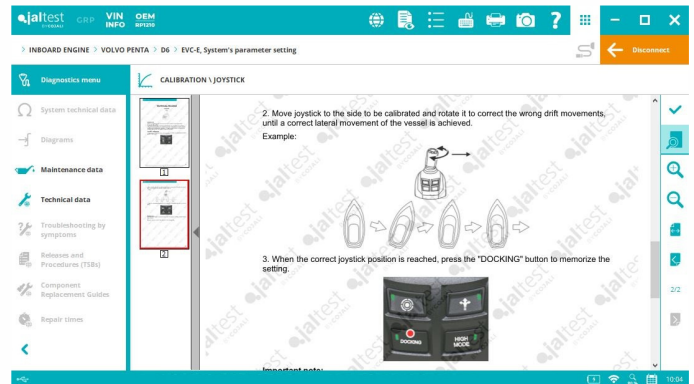 jaltest GRP VIN INFO OEM RP1210
> INBOARD ENGINE > VOLVO PENTA > D6 > EVC-E, System's parameter setting
Disconnect
Diagnostics menu
CALIBRATION \ JOYSTICK
System technical data
Diagrams
Maintenance data
Technical data
Troubleshooting by symptoms
Releases and Procedures (TSBs)
Component Replacement Guides
Repair times
1
2
2. Move joystick to the side to be calibrated and rotate it to correct the wrong drift movements,
until a correct lateral movement of the vessel is achieved.
Example:
3. When the correct joystick position is reached, press the "DOCKING" button to memorize the
setting.
DOCKING
HIGH MODE
Important note:
2/2
10:04